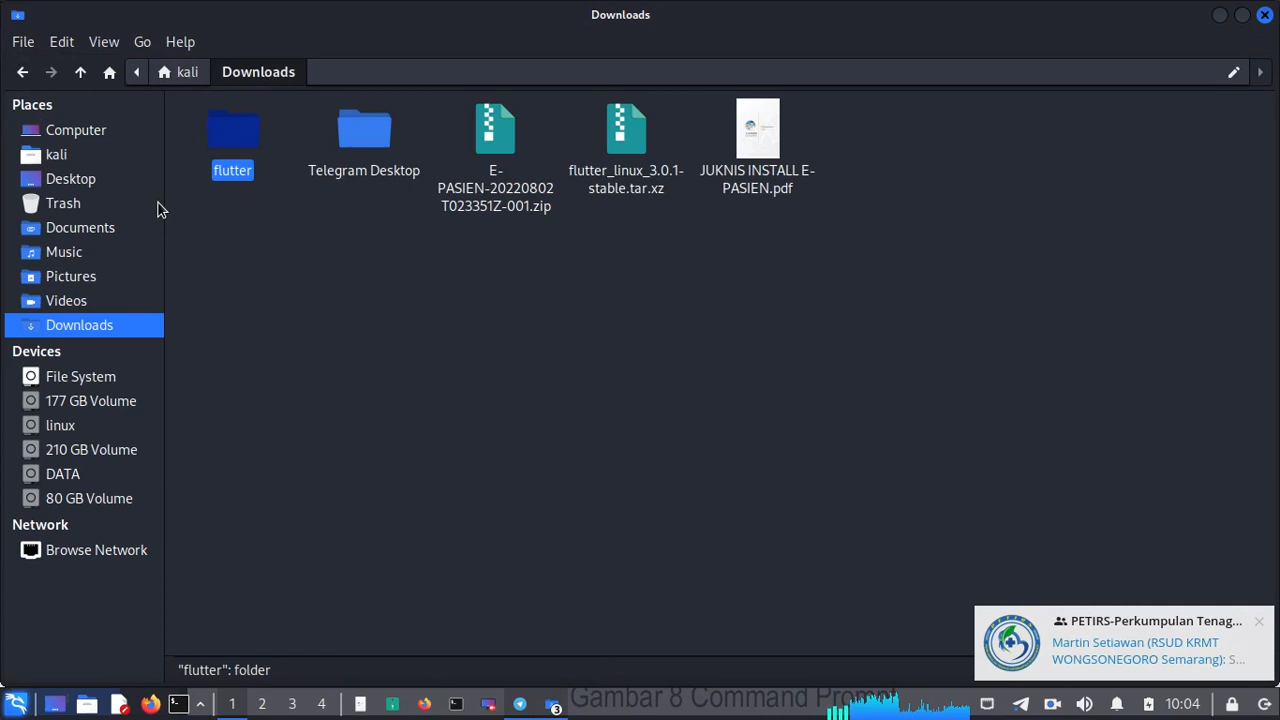 Downloads
File Edit View Go Help
kali Downloads
Places
Computer
kali
Desktop
Trash
Documents
Music
Pictures
Videos
Downloads
Devices
File System
177 GB Volume
linux
210 GB Volume
DATA
80 GB Volume
Network
Browse Network
flutter
Telegram Desktop
E-
PASIEN-20220802
T023351Z-001.zip
flutter_linux_3.0.1-
stable.tar.xz
JUKNIS INSTALL E-
PASIEN.pdf
PETIRS-Perkumpulan Tenag...
Martin Setiawan (RSUD KRMT
WONGSONEGORO Semarang): S...
"flutter": folder
1 2 3 4
3
Gambar 8 Command Prompt
10:04